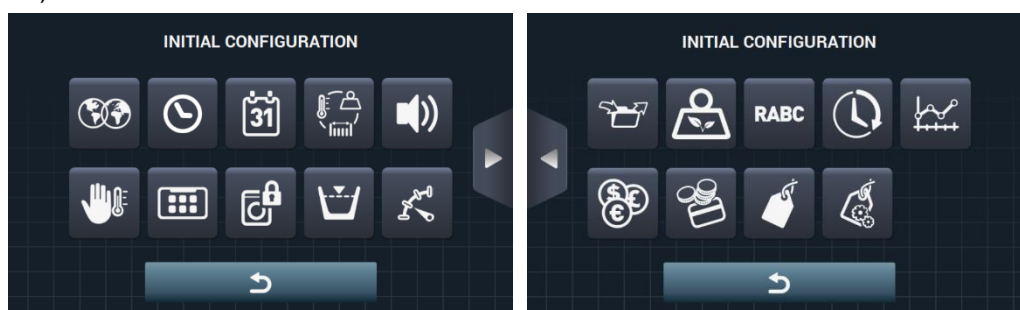 INITIAL CONFIGURATION
31
INITIAL CONFIGURATION
RABC
$ £ €